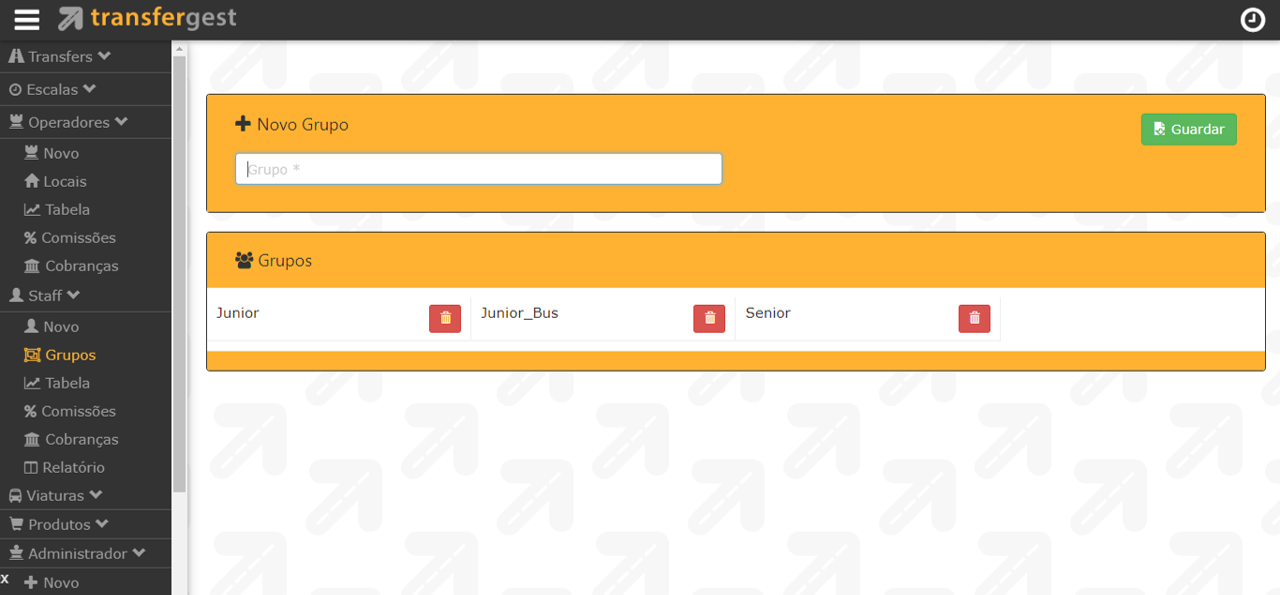 transfergest
Transfers
Escalas
Operadores
Novo
Locais
Tabela
% Comissões
Cobranças
Staff
Novo
Grupos
Tabela
% Comissões
Cobranças
Relatório
Viaturas
Produtos
Administrador
x
Novo
Novo Grupo
Guardar
Grupo *
Grupos
Junior
Junior_Bus
Senior